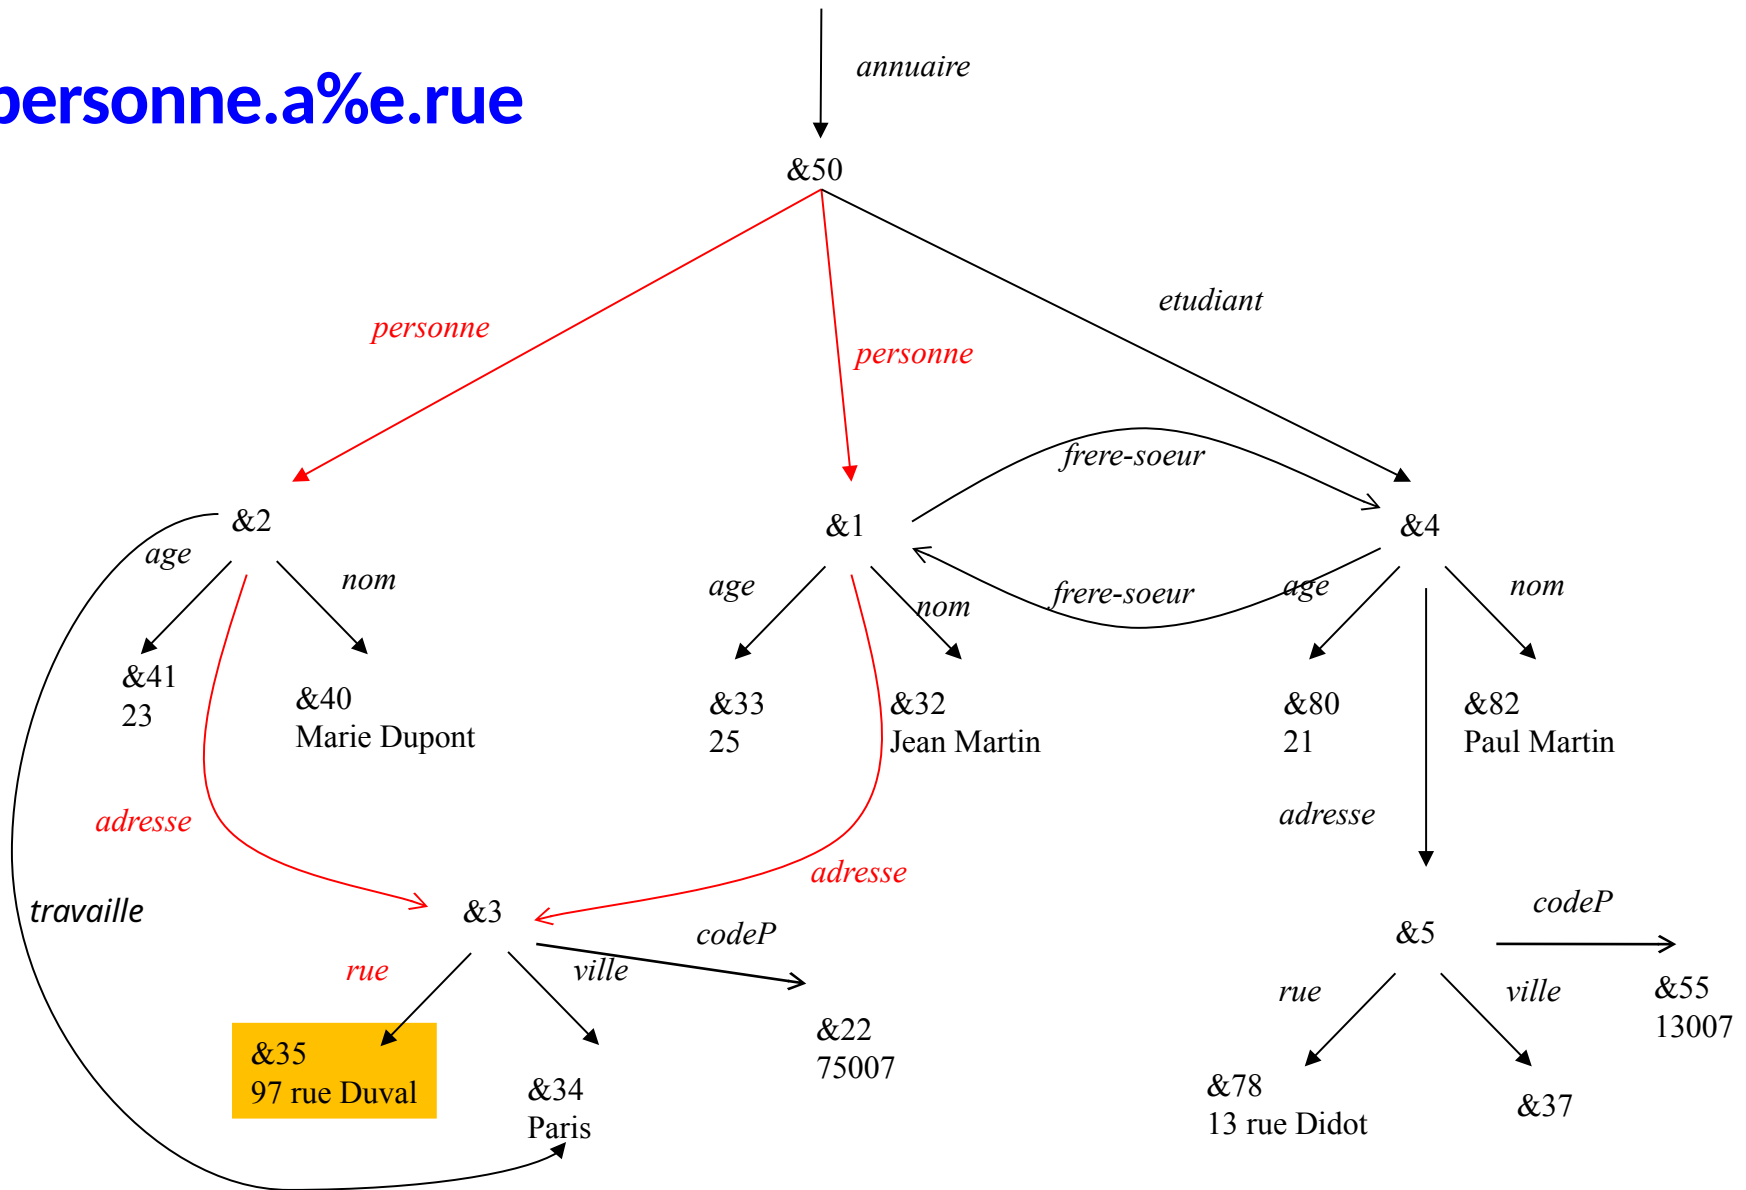 annuaire
personne.a%e.rue
&50
etudiant
personne
personne
frere-soeur
&2
&1
&4
age
nom
age
nom
frere-soeur
age
nom
&41
23
&40
Marie Dupont
&33
25
&32
Jean Martin
&80
21
&82
Paul Martin
adresse
adresse
adresse
travaille
&3
codeP
codeP
&5
rue
ville
rue
ville
&55
13007
&35
97 rue Duval
&22
75007
&34
Paris
&78
13 rue Didot
&37